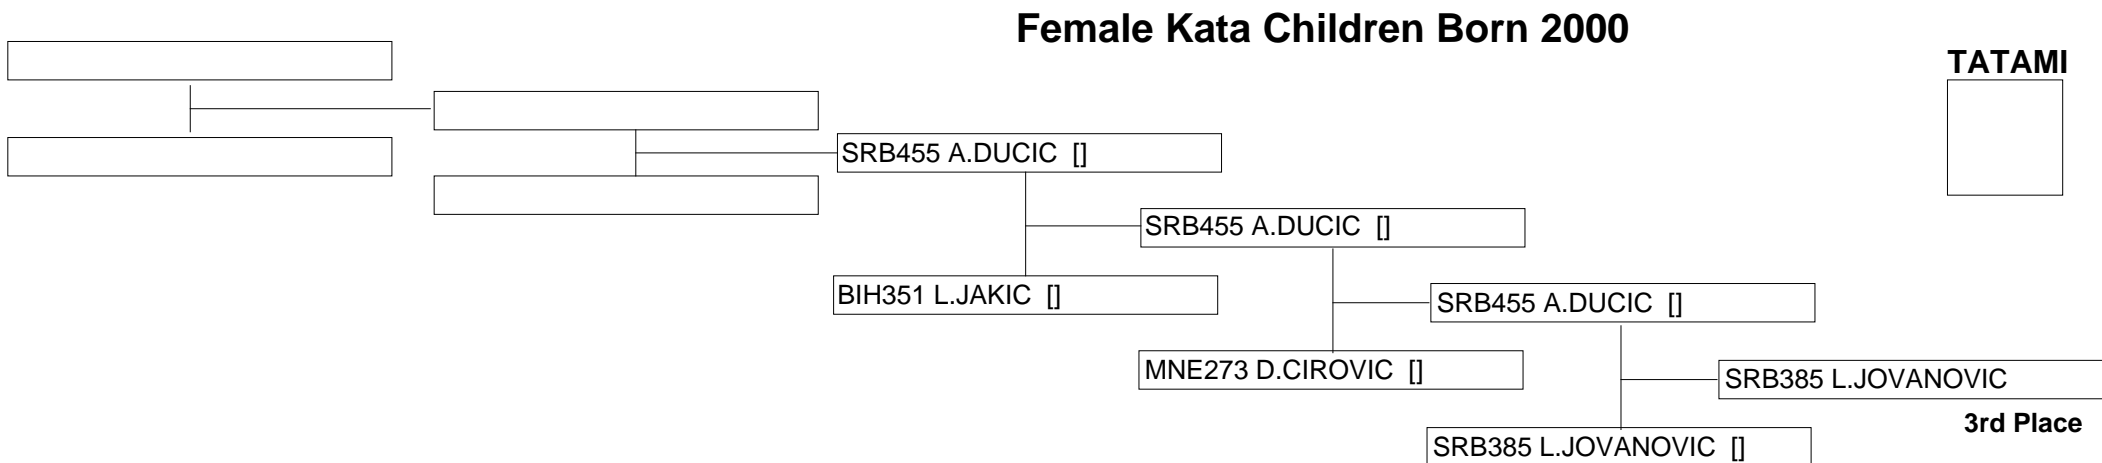 Female Kata Children Born 2000
TATAMI
SRB455 A.DUCIC []
SRB455 A.DUCIC []
BIH351 L.JAKIC []
SRB455 A.DUCIC []
MNE273 D.CIROVIC []
SRB385 L.JOVANOVIC
3rd Place
SRB385 L.JOVANOVIC []